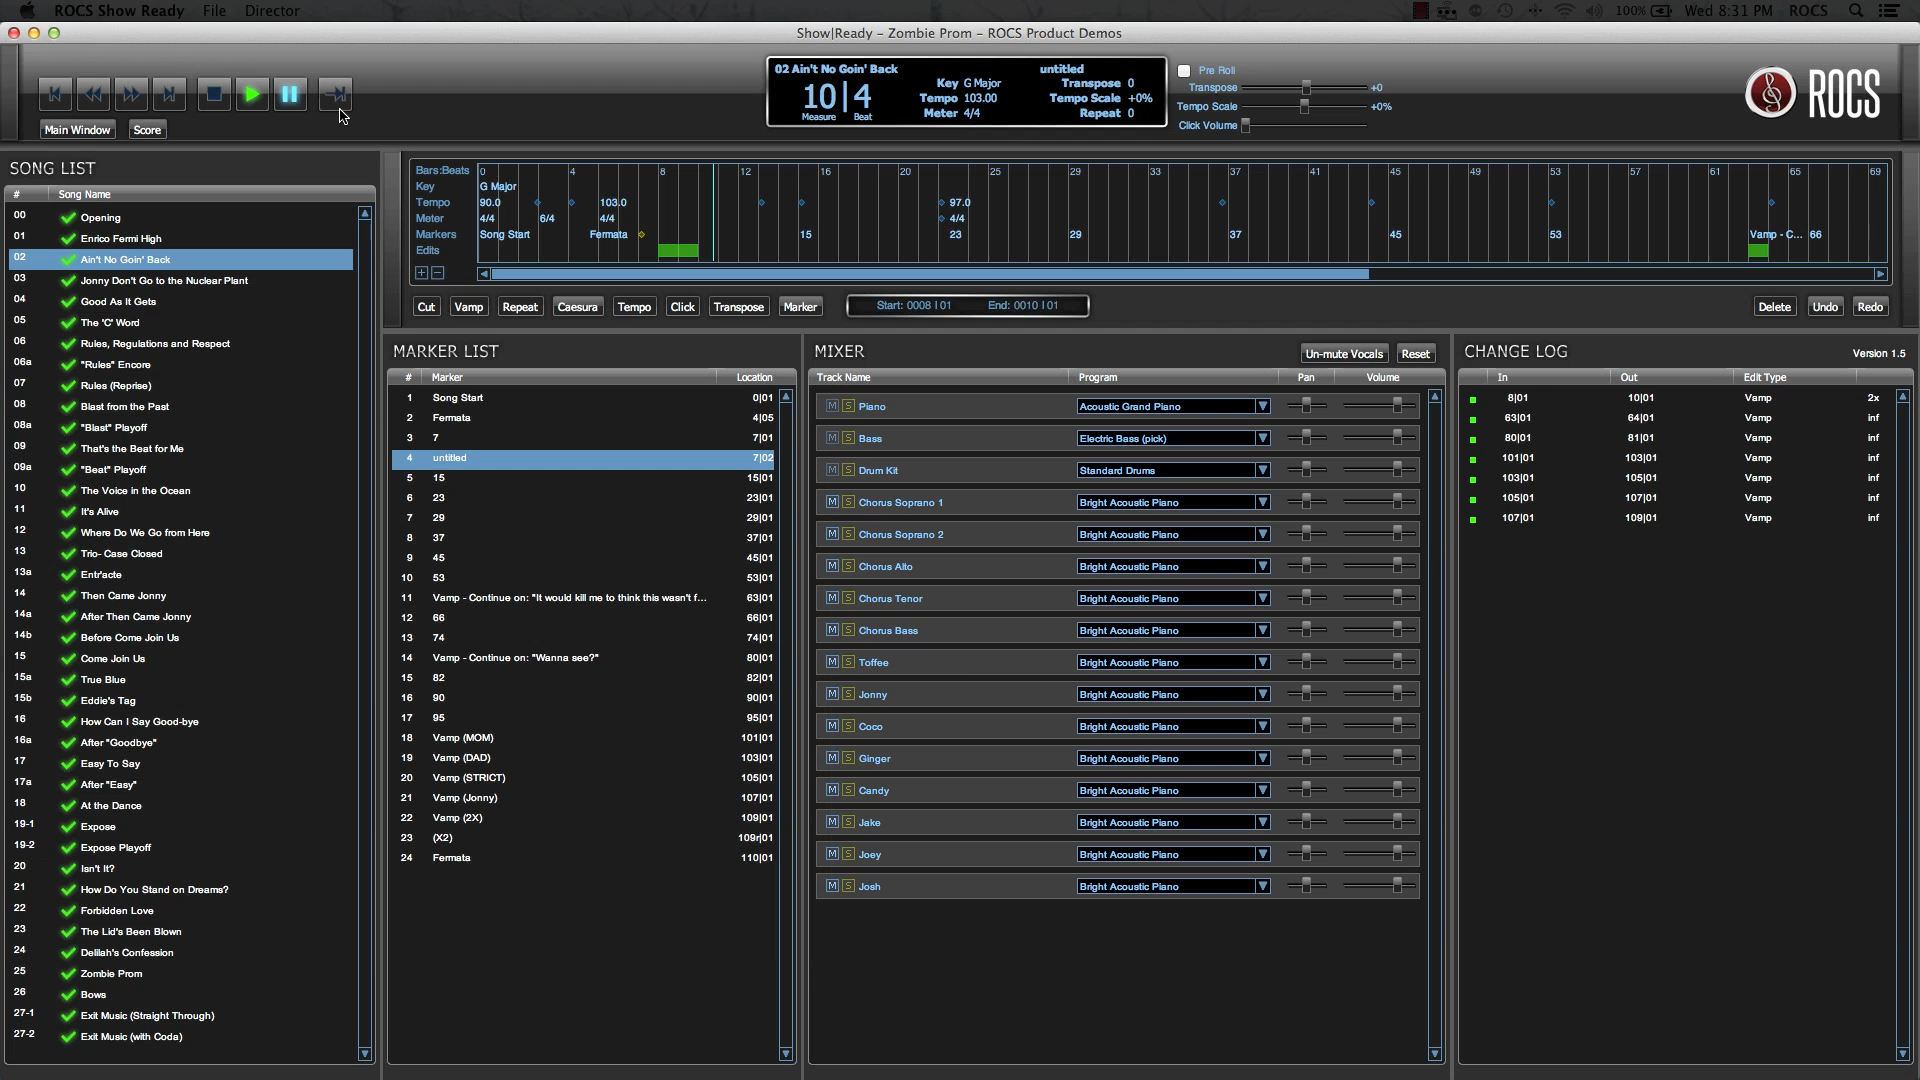 ROCS Show Ready File Director 100% Wed 8:31 PM ROCS
Show|Ready - Zombie Prom - ROCS Product Demos
02 Ain't No Goin' Back untitled
10|4
Measure Beat
Key G Major Transpose 0
Tempo 103.00 Tempo Scale +0%
Meter 4/4 Repeat 0
Pre Roll
Transpose +0
Tempo Scale +0%
Click Volume
ROCS
Main Window Score
SONG LIST
# Song Name
00 Opening
01 Enrico Fermi High
02 Ain't No Goin' Back
03 Jonny Don't Go to the Nuclear Plant
04 Good As It Gets
05 The 'C' Word
06 Rules, Regulations and Respect
06a "Rules" Encore
07 Rules (Reprise)
08 Blast from the Past
08a "Blast" Playoff
09 That's the Beat for Me
09a "Beat" Playoff
10 The Voice in the Ocean
11 It's Alive
12 Where Do We Go from Here
13 Trio- Case Closed
13a Entr'acte
14 Then Came Jonny
14a After Then Came Jonny
14b Before Come Join Us
15 Come Join Us
15a True Blue
15b Eddie's Tag
16 How Can I Say Good-bye
16a After "Goodbye"
17 Easy To Say
17a After "Easy"
18 At the Dance
19-1 Expose
19-2 Expose Playoff
20 Isn't It?
21 How Do You Stand on Dreams?
22 Forbidden Love
23 The Lid's Been Blown
24 Delilah's Confession
25 Zombie Prom
26 Bows
27-1 Exit Music (Straight Through)
27-2 Exit Music (with Coda)
Bars:Beats 0 4 8 12 16 20 25 29 33 37 41 45 49 53 57 61 65 69
Key G Major
Tempo 90.0 103.0 97.0
Meter 4/4 6/4 4/4 4/4
Markers Song Start Fermata 15 23 29 37 45 53 Vamp - C... 66
Edits
Cut Vamp Repeat Caesura Tempo Click Transpose Marker Start: 0008 | 01 End: 0010 | 01 Delete Undo Redo
MARKER LIST
# Marker Location
1 Song Start 0|01
2 Fermata 4|05
3 7 7|01
4 untitled 7|02
5 15 15|01
6 23 23|01
7 29 29|01
8 37 37|01
9 45 45|01
10 53 53|01
11 Vamp - Continue on: "It would kill me to think this wasn't f... 63|01
12 66 66|01
13 74 74|01
14 Vamp - Continue on: "Wanna see?" 80|01
15 82 82|01
16 90 90|01
17 95 95|01
18 Vamp (MOM) 101|01
19 Vamp (DAD) 103|01
20 Vamp (STRICT) 105|01
21 Vamp (Jonny) 107|01
22 Vamp (2X) 109|01
23 (X2) 109r|01
24 Fermata 110|01
MIXER Un-mute Vocals Reset
Track Name Program Pan Volume
M S Piano Acoustic Grand Piano
M S Bass Electric Bass (pick)
M S Drum Kit Standard Drums
M S Chorus Soprano 1 Bright Acoustic Piano
M S Chorus Soprano 2 Bright Acoustic Piano
M S Chorus Alto Bright Acoustic Piano
M S Chorus Tenor Bright Acoustic Piano
M S Chorus Bass Bright Acoustic Piano
M S Toffee Bright Acoustic Piano
M S Jonny Bright Acoustic Piano
M S Coco Bright Acoustic Piano
M S Ginger Bright Acoustic Piano
M S Candy Bright Acoustic Piano
M S Jake Bright Acoustic Piano
M S Joey Bright Acoustic Piano
M S Josh Bright Acoustic Piano
CHANGE LOG Version 1.5
In Out Edit Type
8|01 10|01 Vamp 2x
63|01 64|01 Vamp inf
80|01 81|01 Vamp inf
101|01 103|01 Vamp inf
103|01 105|01 Vamp inf
105|01 107|01 Vamp inf
107|01 109|01 Vamp inf